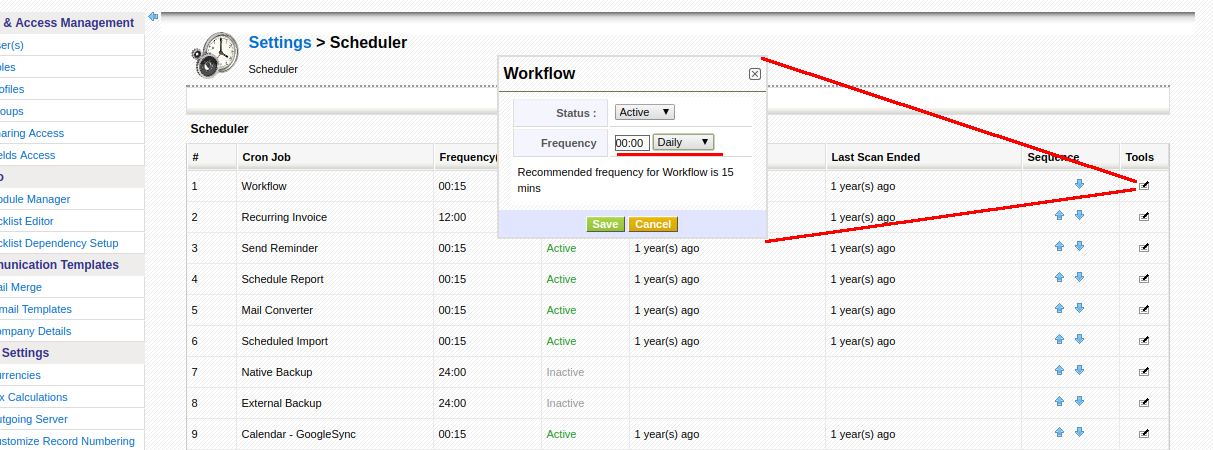 & Access Management
er(s)
les
ofiles
oups
haring Access
elds Access
o
odule Manager
cklist Editor
cklist Dependency Setup
munication Templates
ail Merge
mail Templates
ompany Details
Settings
urrencies
x Calculations
utgoing Server
ustomize Record Numbering
Settings > Scheduler
Scheduler
Workflow
Status :
Active
Frequency
00:00
Daily
Recommended frequency for Workflow is 15
mins
Save Cancel
Scheduler
# Cron Job Frequency( Last Scan Ended Sequence Tools
1 Workflow 00:15 1 year(s) ago
2 Recurring Invoice 12:00 1 year(s) ago
3 Send Reminder 00:15 Active 1 year(s) ago 1 year(s) ago
4 Schedule Report 00:15 Active 1 year(s) ago 1 year(s) ago
5 Mail Converter 00:15 Active 1 year(s) ago 1 year(s) ago
6 Scheduled Import 00:15 Active 1 year(s) ago 1 year(s) ago
7 Native Backup 24:00 Inactive
8 External Backup 24:00 Inactive
9 Calendar - GoogleSync 00:15 Active 1 year(s) ago 1 year(s) ago